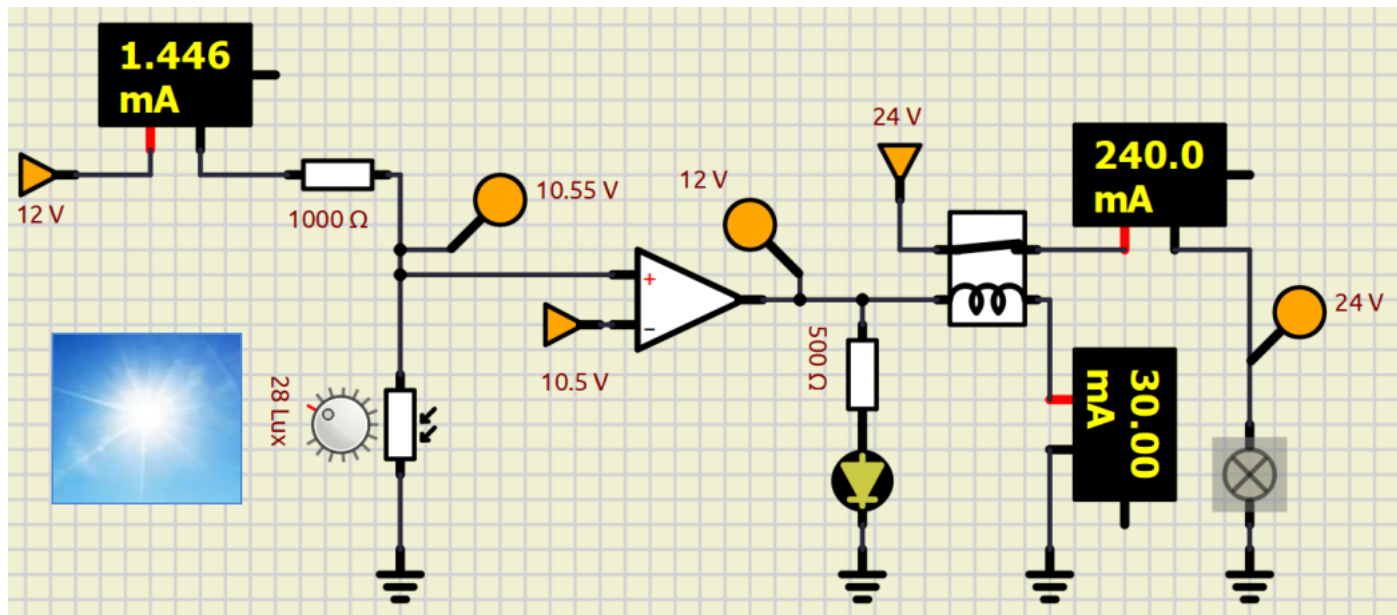 1.446
mA
12 V
1000 Ω
10.55 V
12 V
24 V
240.0
mA
+
−
10.5 V
500 Ω
28 Lux
30.00
mA
24 V